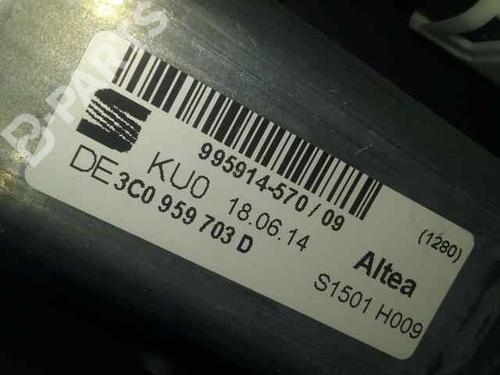 B-PARTS
995914-570/09
KU0 18.06.14 (1280)
DE 3C0 959 703 D Altea
S1501 H009